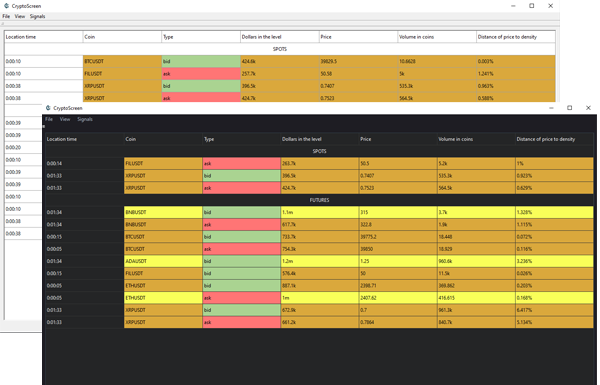 CryptoScreen
File View Signals
Location time Coin Type Dollars in the level Price Volume in coins Distance of price to density
SPOTS
0:00:10 BTCUSDT bid 424.6k 39829.5 10.6628 0.003%
0:00:10 FILUSDT ask 257.7k 50.58 5k 1.241%
0:00:38 XRPUSDT bid 396.5k 0.7407 535.3k 0.963%
0:00:38 XRPUSDT ask 424.7k 0.7523 564.5k 0.588%
0:00:39
0:00:39
0:00:20
0:00:10
0:00:39
0:00:39
0:00:10
0:00:10
0:00:38
0:00:38
CryptoScreen
File View Signals
Location time Coin Type Dollars in the level Price Volume in coins Distance of price to density
SPOTS
0:00:14 FILUSDT ask 263.7k 50.5 5.2k 1%
0:01:33 XRPUSDT bid 396.5k 0.7407 535.3k 0.923%
0:01:33 XRPUSDT ask 424.7k 0.7523 564.5k 0.629%
FUTURES
0:01:34 BNBUSDT bid 1.1m 315 3.7k 1.328%
0:01:34 BNBUSDT ask 617.7k 322.8 1.9k 1.115%
0:00:15 BTCUSDT bid 733.7k 39775.2 18.448 0.072%
0:00:05 BTCUSDT ask 754.3k 39850 18.929 0.116%
0:01:34 ADAUSDT bid 1.2m 1.25 960.6k 3.236%
0:00:15 FILUSDT bid 576.4k 50 11.5k 0.026%
0:00:05 ETHUSDT bid 887.1k 2398.71 369.862 0.203%
0:00:05 ETHUSDT ask 1m 2407.62 416.615 0.168%
0:01:33 XRPUSDT bid 672.9k 0.7 961.3k 6.417%
0:01:33 XRPUSDT ask 661.2k 0.7864 840.7k 5.134%